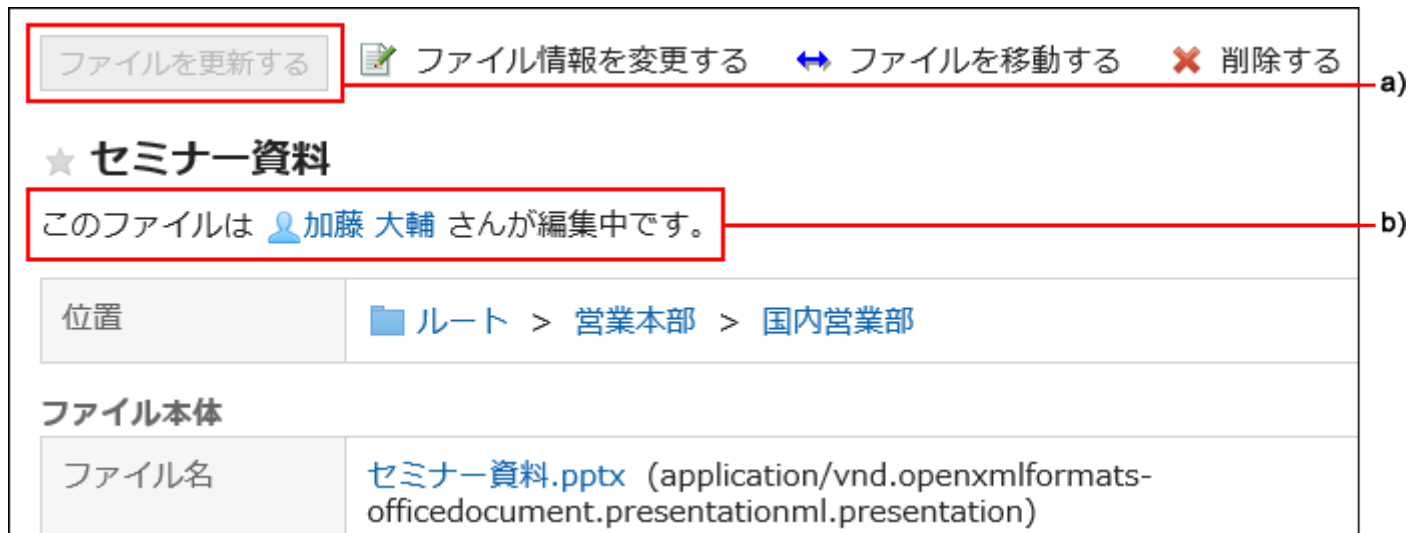 ファイルを更新する ファイル情報を変更する ファイルを移動する 削除する
a)
セミナー資料
このファイルは 加藤 大輔 さんが編集中です。
b)
位置 ルート > 営業本部 > 国内営業部
ファイル本体
ファイル名 セミナー資料.pptx (application/vnd.openxmlformats-
officedocument.presentationml.presentation)